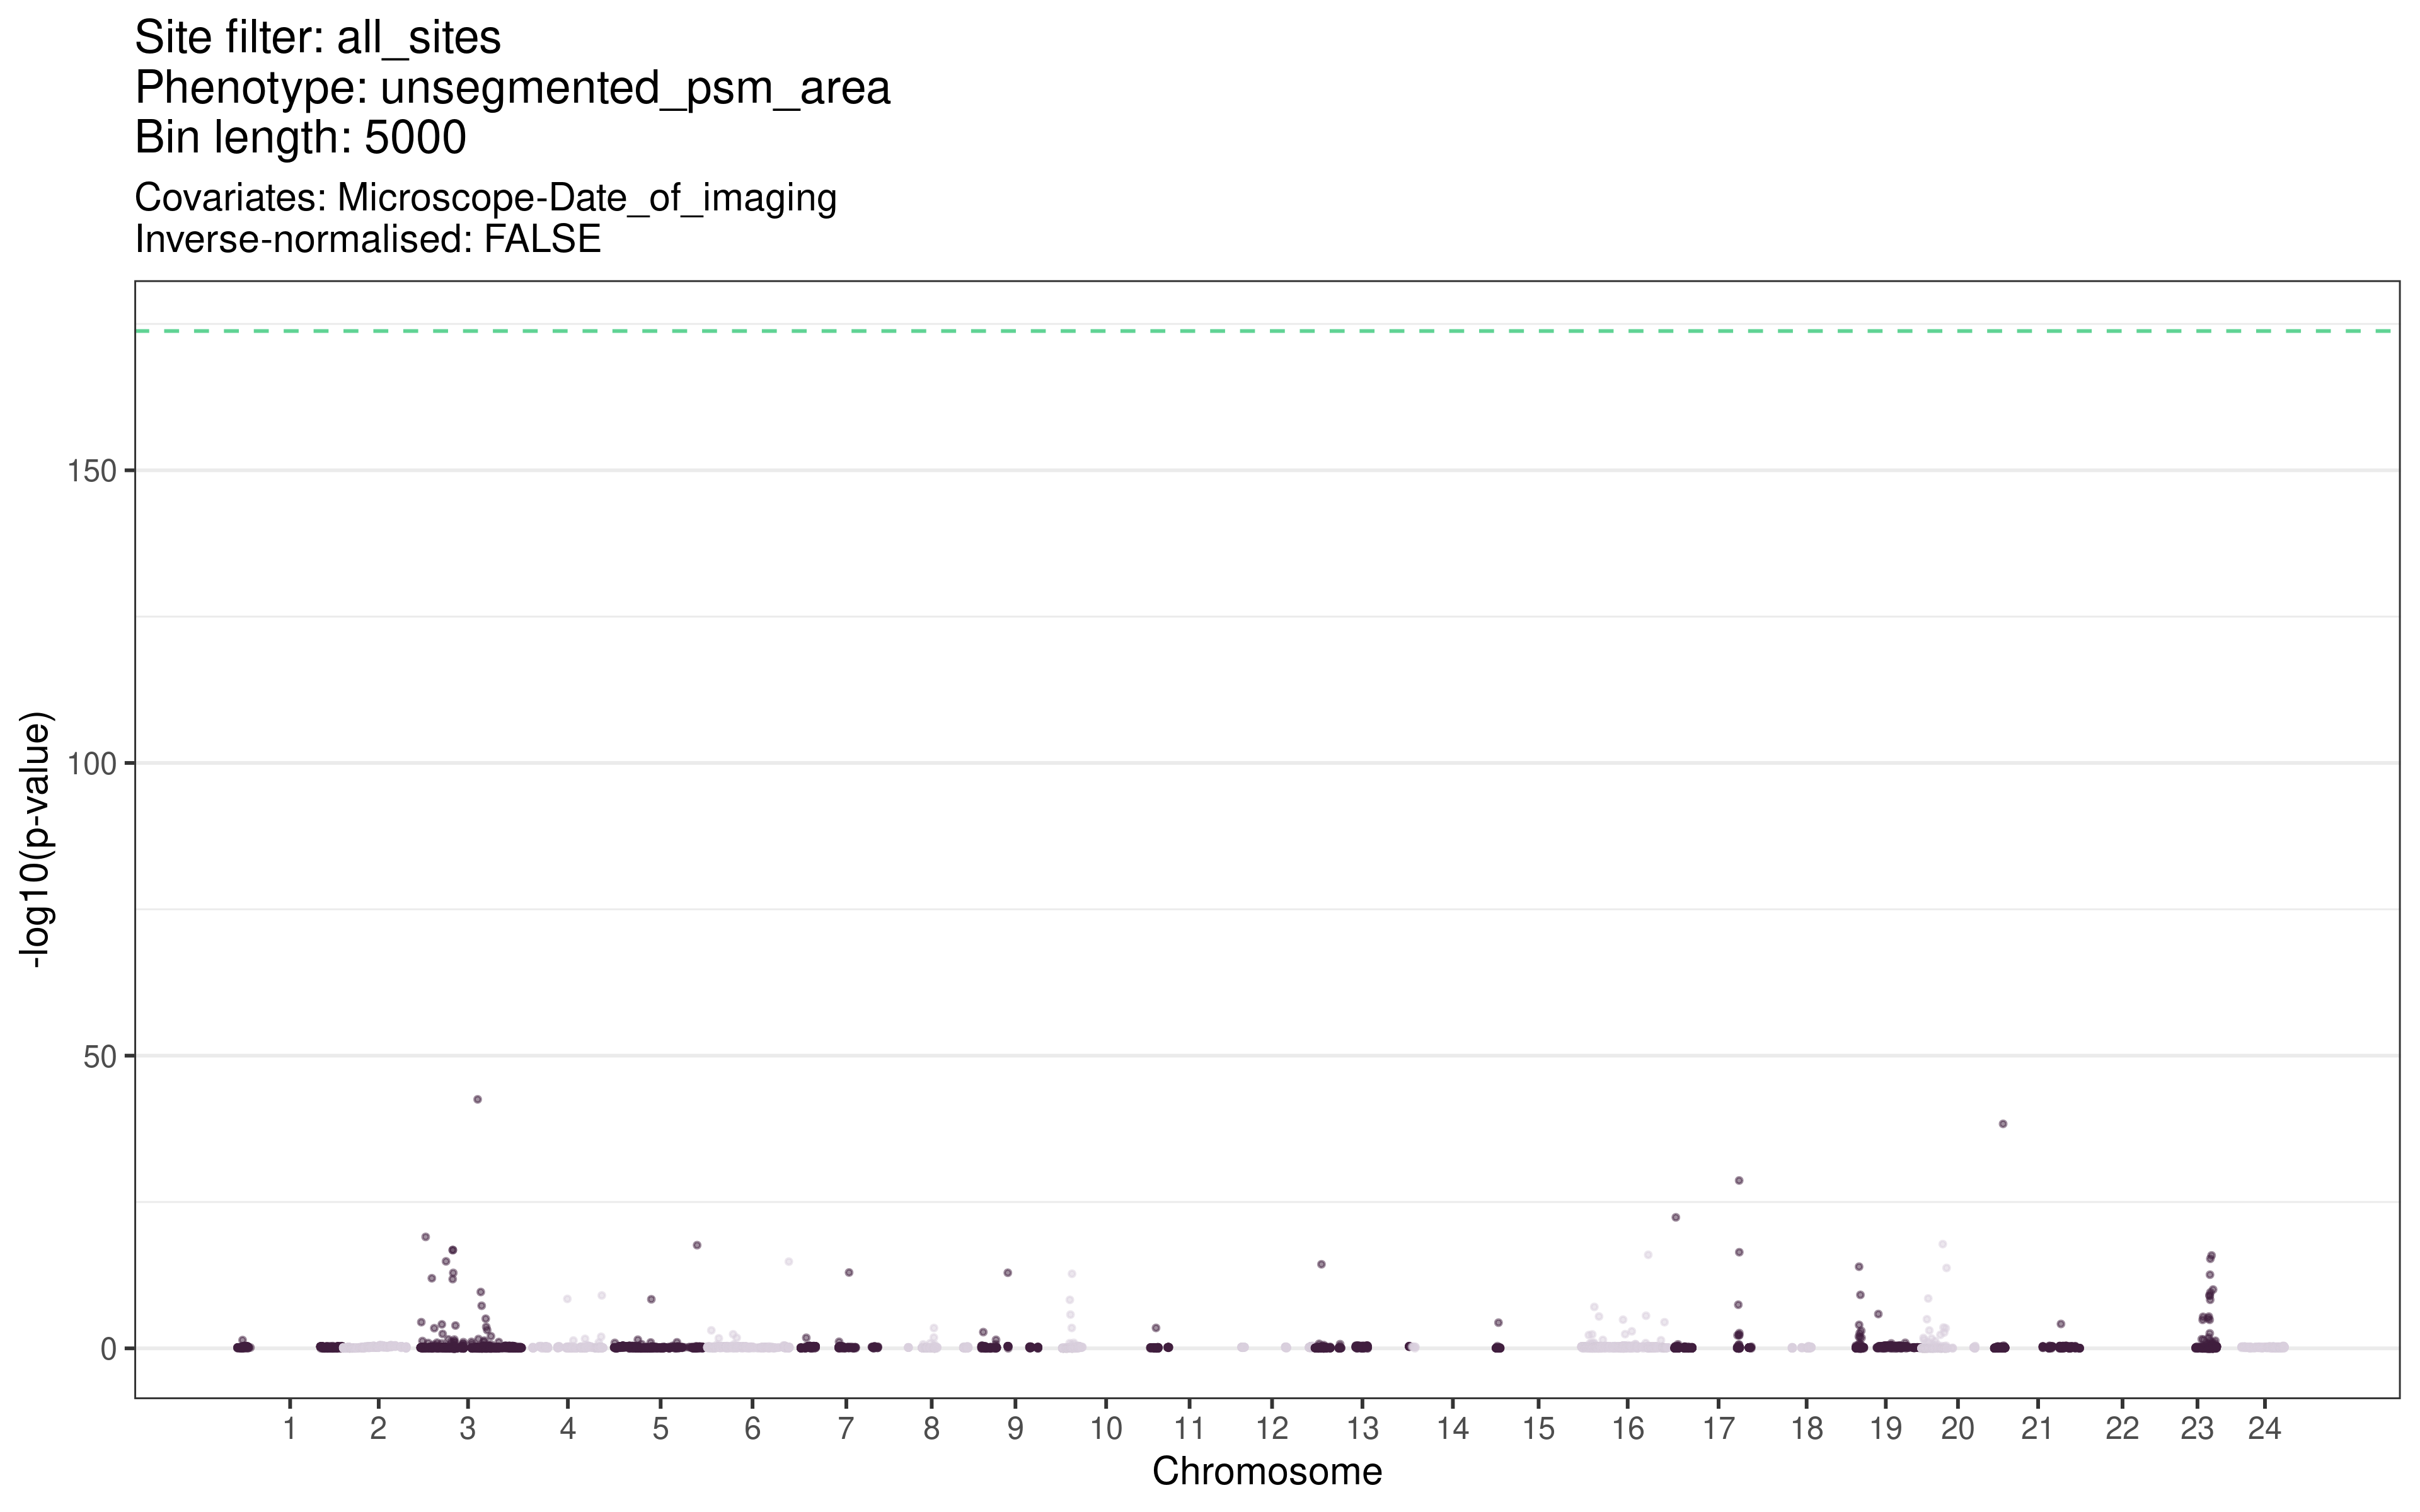 Site filter: all_sites
Phenotype: unsegmented_psm_area
Bin length: 5000
Covariates: Microscope-Date_of_imaging
Inverse-normalised: FALSE
-log10(p-value)
150
100
50
0
1 2 3 4 5 6 7 8 9 10 11 12 13 14 15 16 17 18 19 20 21 22 23 24
Chromosome